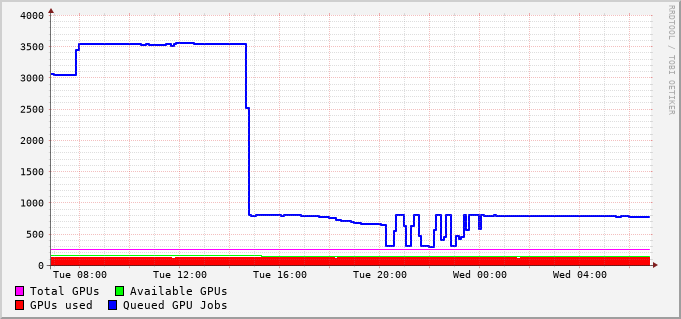 4000
3500
3000
2500
2000
1500
1000
500
0
Tue 08:00 Tue 12:00 Tue 16:00 Tue 20:00 Wed 00:00 Wed 04:00
Total GPUs Available GPUs
GPUs used Queued GPU Jobs
RRDTOOL / TOBI OETIKER